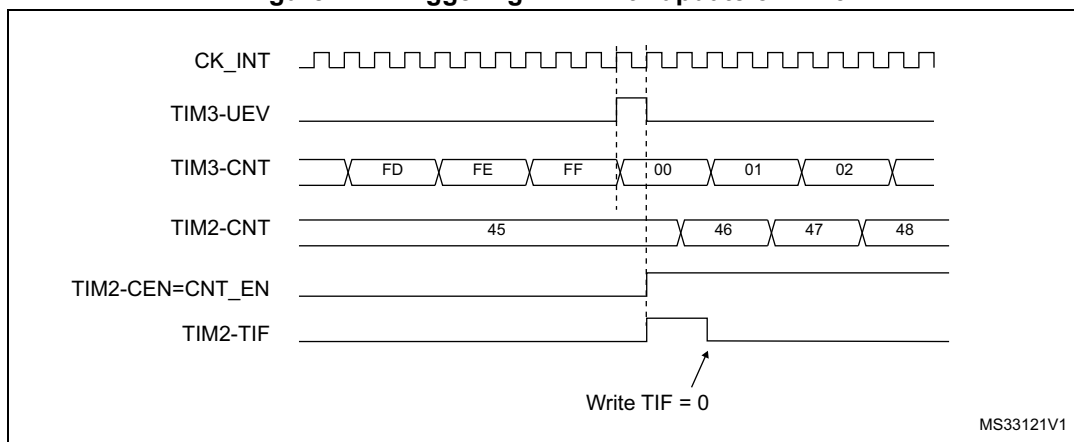 CK_INT
TIM3-UEV
TIM3-CNT FD FE FF 00 01 02
TIM2-CNT 45 46 47 48
TIM2-CEN=CNT_EN
TIM2-TIF
Write TIF = 0
MS33121V1